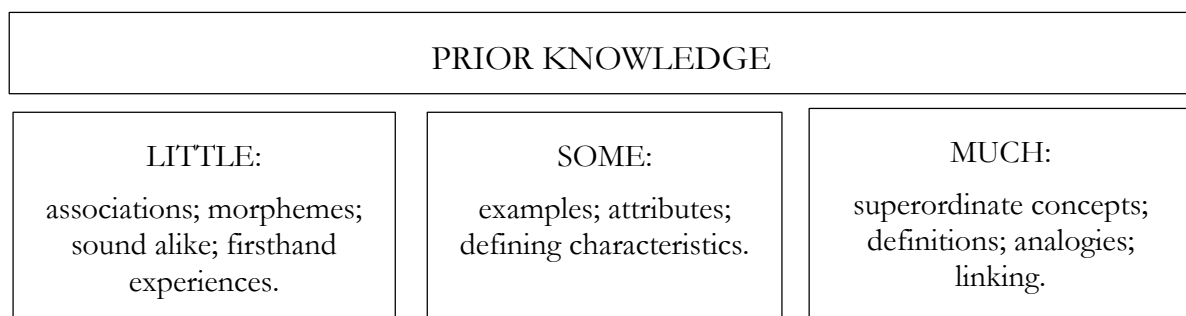 PRIOR KNOWLEDGE
LITTLE:
associations; morphemes;
sound alike; firsthand
experiences.
SOME:
examples; attributes;
defining characteristics.
MUCH:
superordinate concepts;
definitions; analogies;
linking.